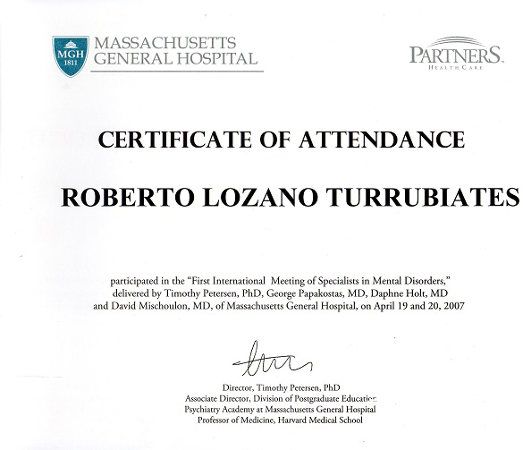 MGH
1811
MASSACHUSETTS
GENERAL HOSPITAL
PARTNERS
HEALTHCARE
CERTIFICATE OF ATTENDANCE
ROBERTO LOZANO TURRUBIATES
participated in the “First International Meeting of Specialists in Mental Disorders,”
delivered by Timothy Petersen, PhD, George Papakostas, MD, Daphne Holt, MD
and David Mischoulon, MD, of Massachusetts General Hospital, on April 19 and 20, 2007
Director, Timothy Petersen, PhD
Associate Director, Division of Postgraduate Education
Psychiatry Academy at Massachusetts General Hospital
Professor of Medicine, Harvard Medical School